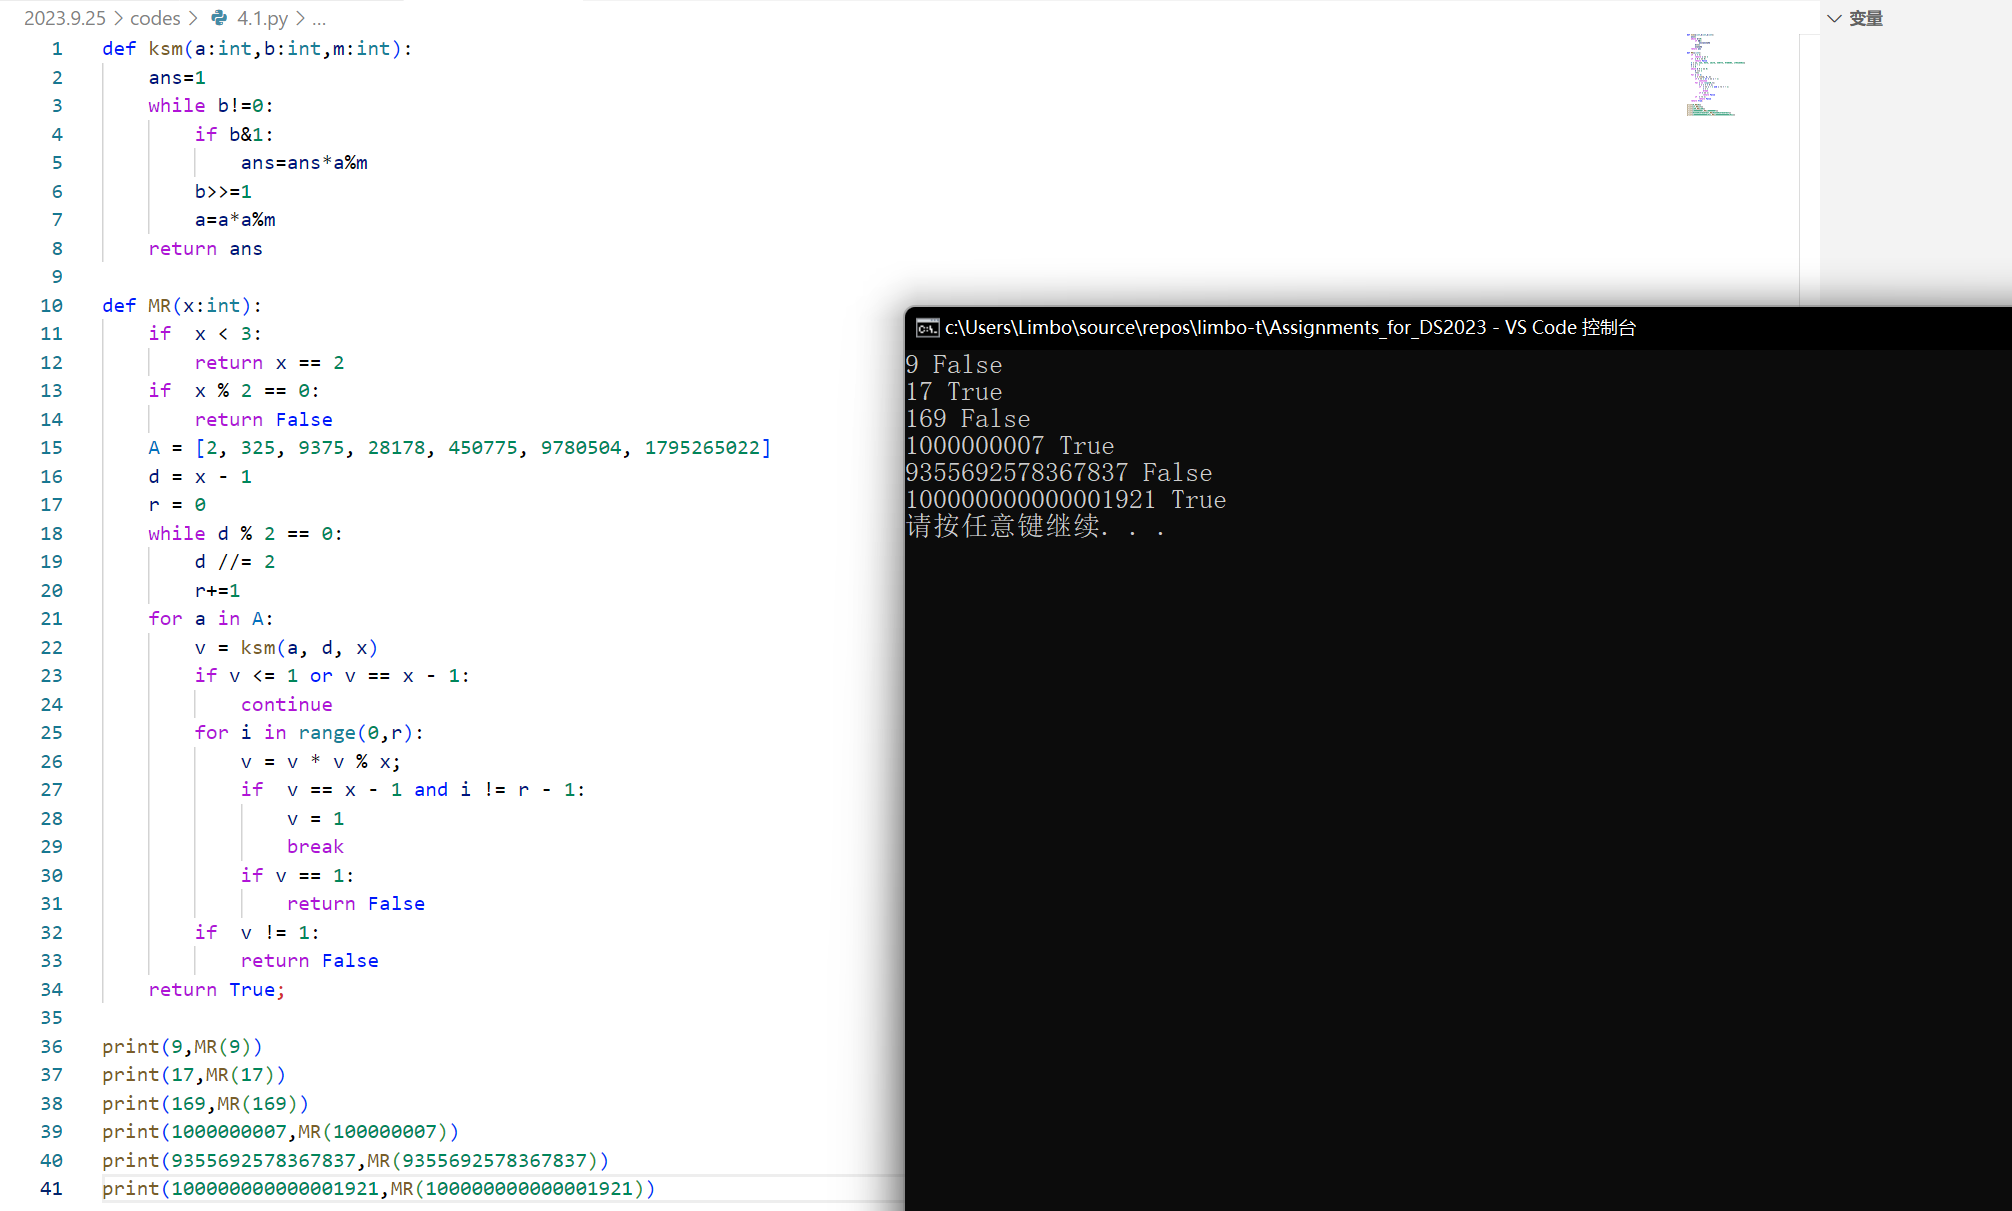 2023.9.25 > codes > 4.1.py > ...
1 def ksm(a:int,b:int,m:int):
2 ans=1
3 while b!=0:
4 if b&1:
5 ans=ans*a%m
6 b>>=1
7 a=a*a%m
8 return ans
9
10 def MR(x:int):
11 if  x < 3:
12 return x == 2
13 if  x % 2 == 0:
14 return False
15 A = [2, 325, 9375, 28178, 450775, 9780504, 1795265022]
16 d = x - 1
17 r = 0
18 while d % 2 == 0:
19 d //= 2
20 r+=1
21 for a in A:
22 v = ksm(a, d, x)
23 if v <= 1 or v == x - 1:
24 continue
25 for i in range(0,r):
26 v = v * v % x;
27 if  v == x - 1 and i != r - 1:
28 v = 1
29 break
30 if v == 1:
31 return False
32 if  v != 1:
33 return False
34 return True;
35
36 print(9,MR(9))
37 print(17,MR(17))
38 print(169,MR(169))
39 print(1000000007,MR(100000007))
40 print(9355692578367837,MR(9355692578367837))
41 print(100000000000001921,MR(100000000000001921))
变量
c:\Users\Limbo\source\repos\limbo-t\Assignments_for_DS2023 - VS Code 控制台
9 False
17 True
169 False
1000000007 True
9355692578367837 False
100000000000001921 True
请按任意键继续. . .